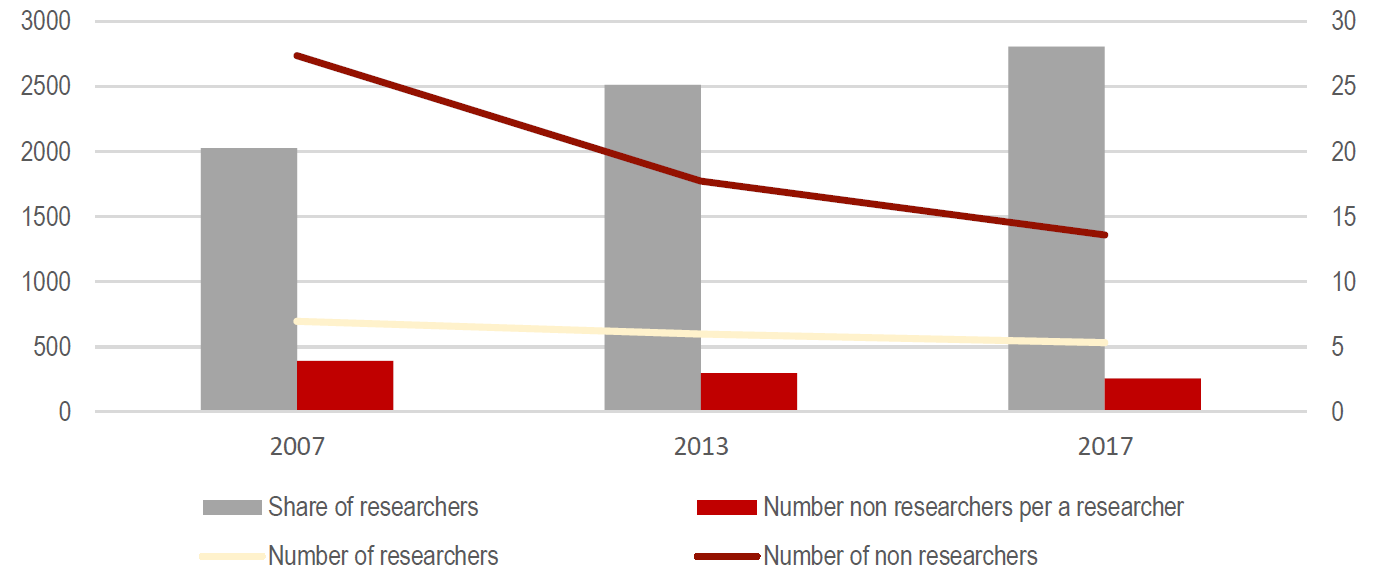 3000 30
2500 25
2000 20
1500 15
1000 10
500 5
0 0
2007 2013 2017
Share of researchers Number non researchers per a researcher
Number of researchers Number of non researchers